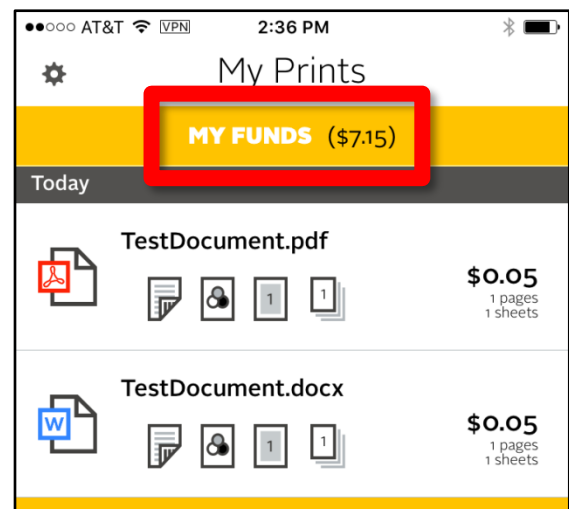 AT&T VPN 2:36 PM
My Prints
MY FUNDS ($7.15)
Today
TestDocument.pdf
1 1
$0.05
1 pages
1 sheets
TestDocument.docx
W
1 1
$0.05
1 pages
1 sheets